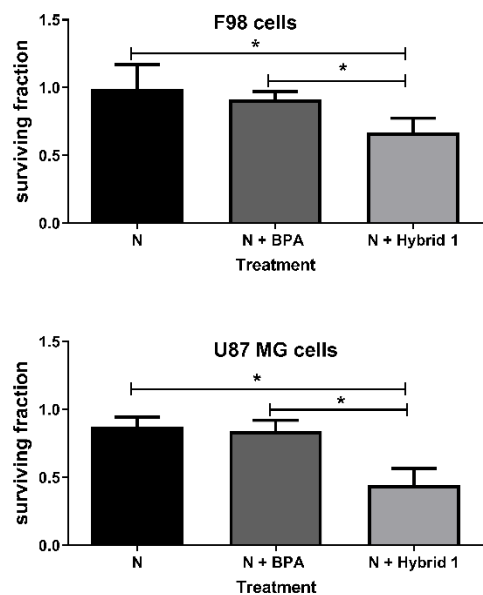 F98 cells
*
*
1.5
1.0
0.5
0.0
surviving fraction
N
N + BPA
N + Hybrid 1
Treatment
U87 MG cells
*
*
1.5
1.0
0.5
0.0
surviving fraction
N
N + BPA
N + Hybrid 1
Treatment